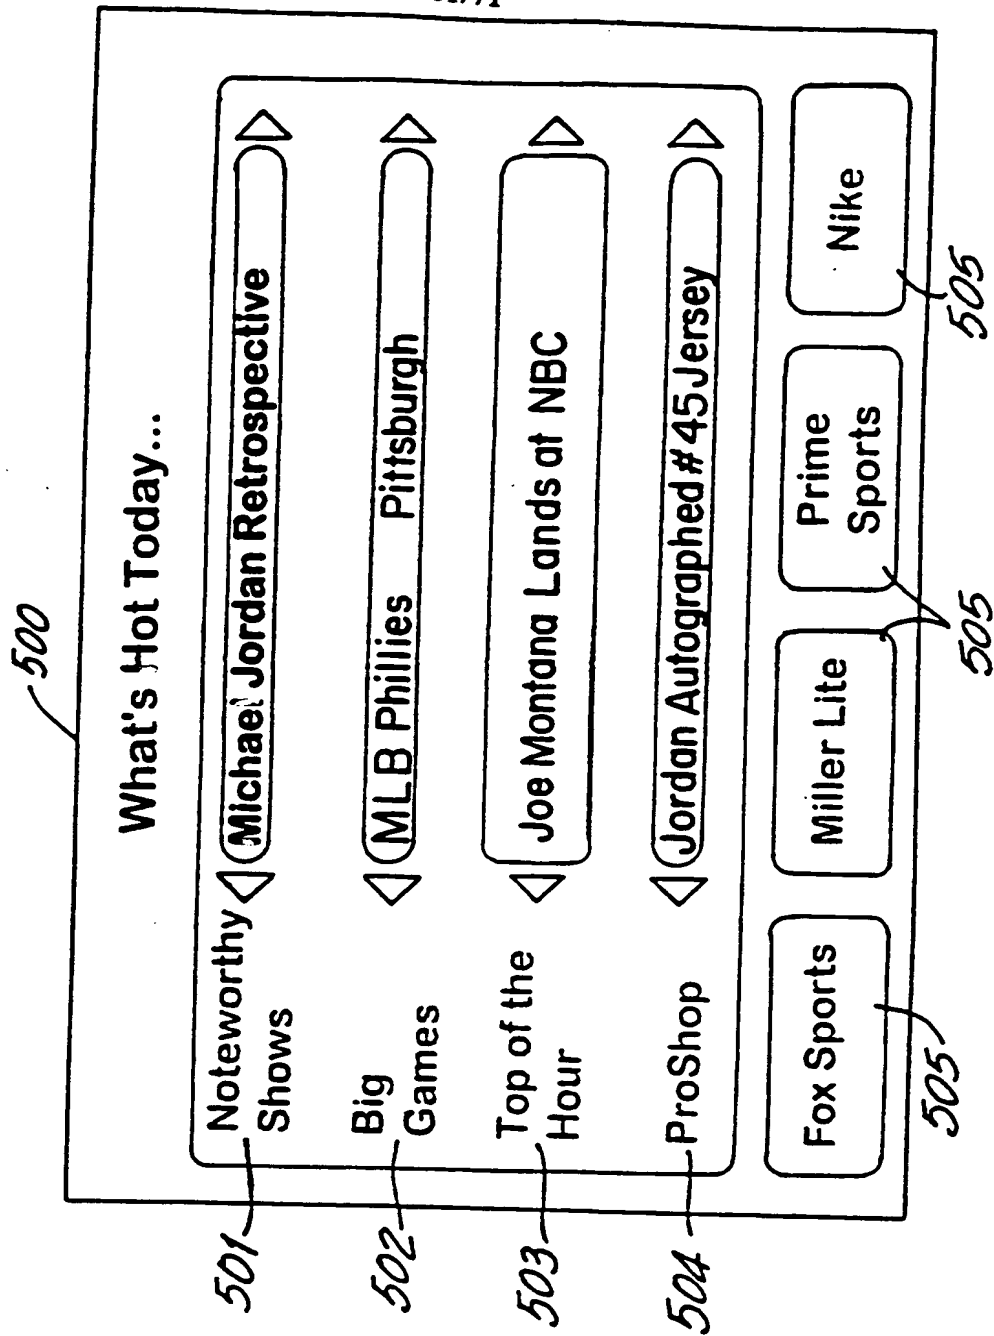 500
What's Hot Today...
501
Noteworthy
Shows
Michael Jordan Retrospective
502
Big
Games
MLB Phillies Pittsburgh
503
Top of the
Hour
Joe Montana Lands at NBC
504
ProShop
Jordan Autographed #45 Jersey
Fox Sports
Miller Lite
Prime
Sports
Nike
505
505
505